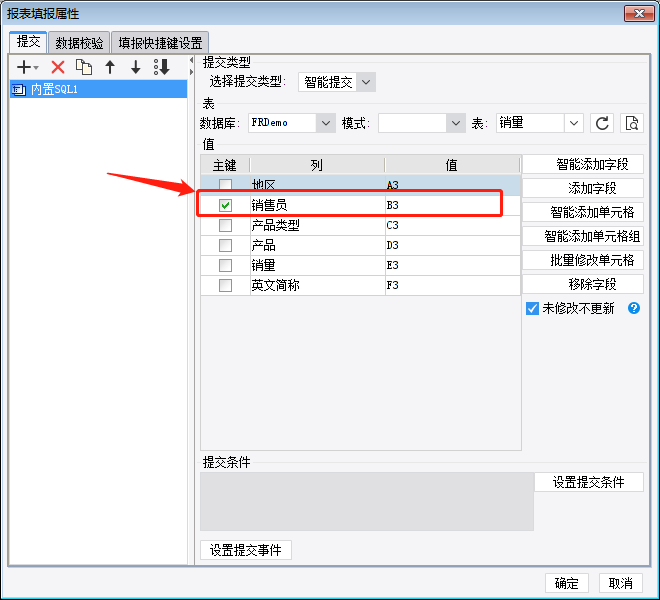 报表填报属性
提交 数据校验 填报快捷键设置
内置SQL1
提交类型
选择提交类型: 智能提交
表
数据库: FRDemo 模式: 表: 销量
值
主键 列 值
地区 A3
销售员 B3
产品类型 C3
产品 D3
销量 E3
英文简称 F3
智能添加字段
添加字段
智能添加单元格
智能添加单元格组
批量修改单元格
移除字段
未修改不更新 ?
提交条件
设置提交条件
设置提交事件
确定 取消